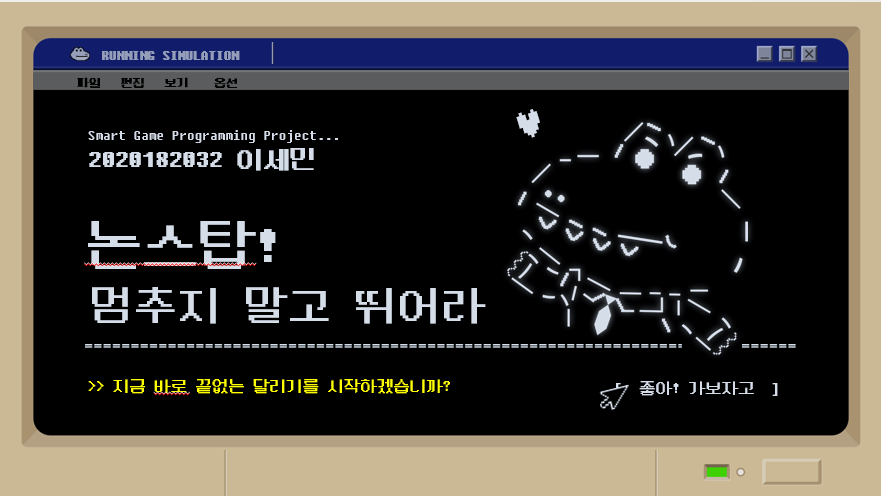 RUNNING SIMULATION
파일 편집 보기 옵션
Smart Game Programming Project...
2020182032 이세민
논스탑!
멈추지 말고 뛰어라
>> 지금 바로 끝없는 달리기를 시작하겠습니까?
좋아! 가보자고 ]